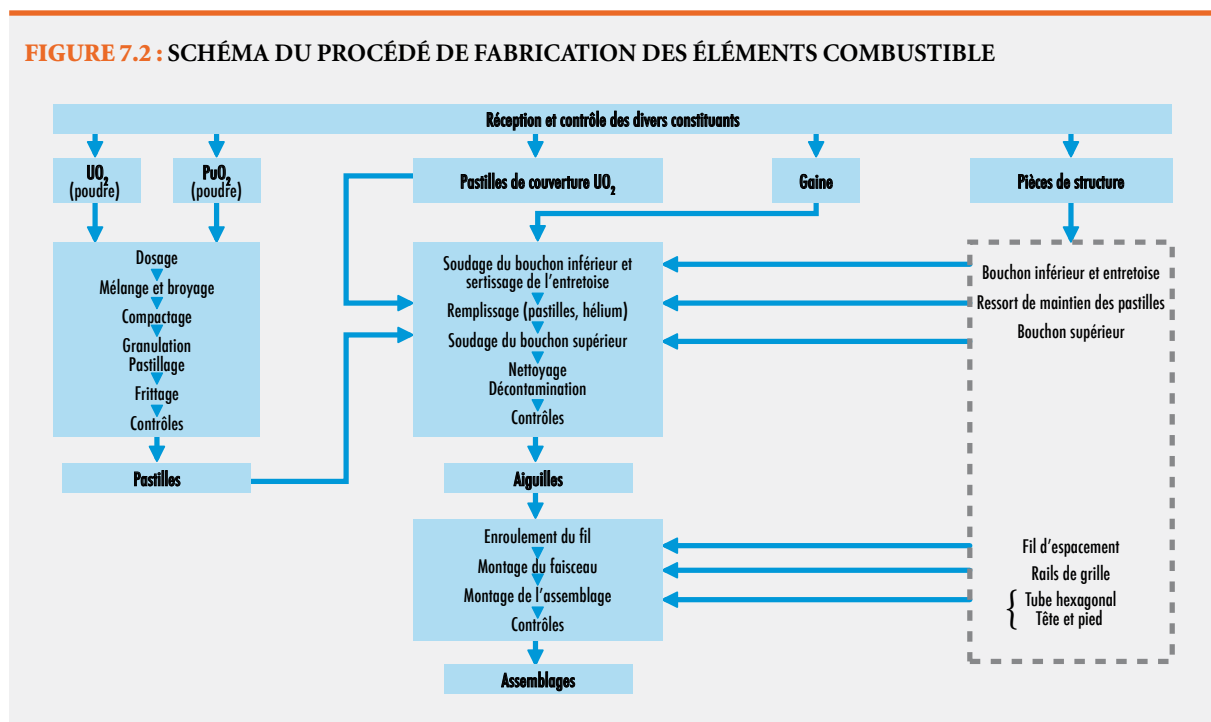 FIGURE 7.2 : SCHÉMA DU PROCÉDÉ DE FABRICATION DES ÉLÉMENTS COMBUSTIBLE
Réception et contrôle des divers constituants
UO₂
(poudre)
PuO₂
(poudre)
Pastilles de couverture UO₂
Gaine
Pièces de structure
Dosage
Mélange et broyage
Compactage
Granulation
Pastillage
Frittage
Contrôles
Pastilles
Soudage du bouchon inférieur et
sertissage de l'entretoise
Remplissage (pastilles, hélium)
Soudage du bouchon supérieur
Nettoyage
Décontamination
Contrôles
Aiguilles
Enroulement du fil
Montage du faisceau
Montage de l'assemblage
Contrôles
Assemblages
Bouchon inférieur et entretoise
Ressort de maintien des pastilles
Bouchon supérieur
Fil d'espacement
Rails de grille
{ Tube hexagonal
Tête et pied